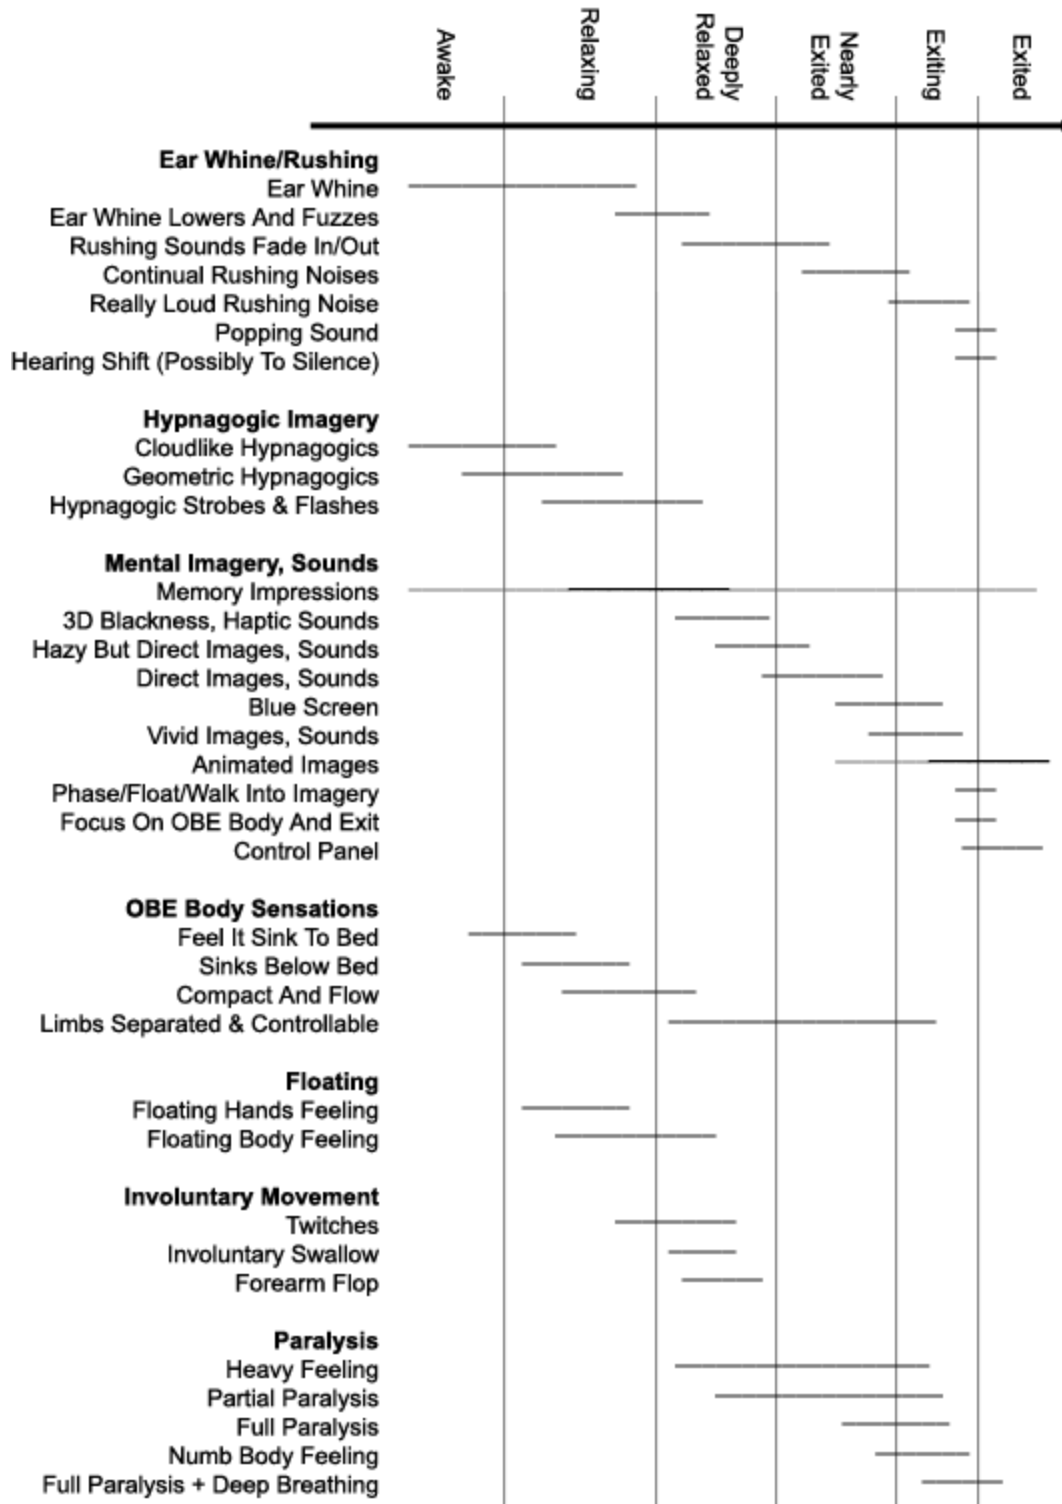 Awake
Relaxing
Deeply
Relaxed
Nearly
Exited
Exiting
Exited
Ear Whine/Rushing
Ear Whine
Ear Whine Lowers And Fuzzes
Rushing Sounds Fade In/Out
Continual Rushing Noises
Really Loud Rushing Noise
Popping Sound
Hearing Shift (Possibly To Silence)
Hypnagogic Imagery
Cloudlike Hypnagogics
Geometric Hypnagogics
Hypnagogic Strobes & Flashes
Mental Imagery, Sounds
Memory Impressions
3D Blackness, Haptic Sounds
Hazy But Direct Images, Sounds
Direct Images, Sounds
Blue Screen
Vivid Images, Sounds
Animated Images
Phase/Float/Walk Into Imagery
Focus On OBE Body And Exit
Control Panel
OBE Body Sensations
Feel It Sink To Bed
Sinks Below Bed
Compact And Flow
Limbs Separated & Controllable
Floating
Floating Hands Feeling
Floating Body Feeling
Involuntary Movement
Twitches
Involuntary Swallow
Forearm Flop
Paralysis
Heavy Feeling
Partial Paralysis
Full Paralysis
Numb Body Feeling
Full Paralysis + Deep Breathing